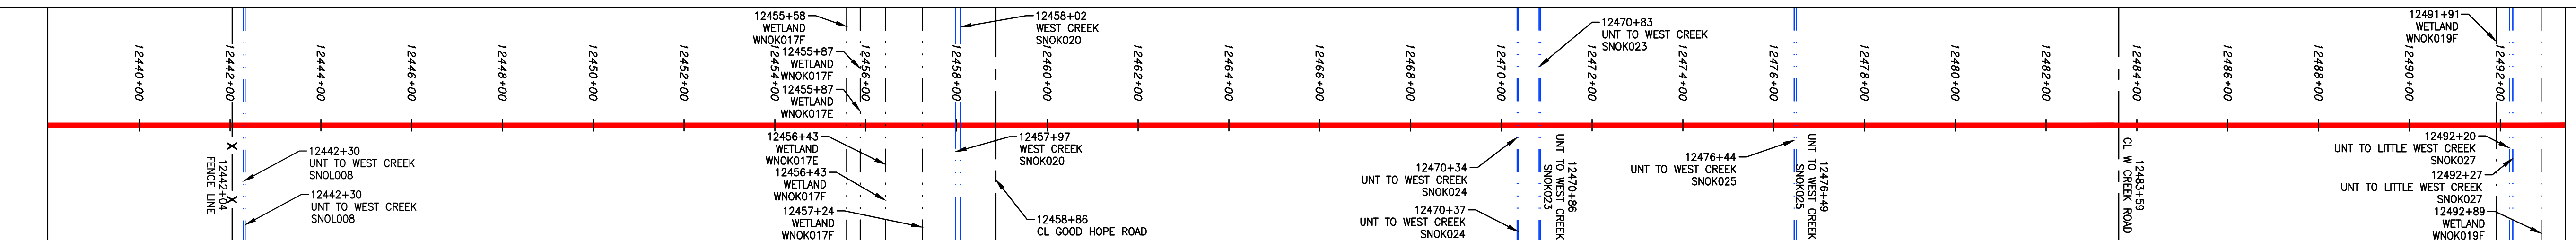 12440+00
12442+00
12444+00
12446+00
12448+00
12450+00
12452+00
12454+00
12456+00
12458+00
12460+00
12462+00
12464+00
12466+00
12468+00
12470+00
12472+00
12474+00
12476+00
12478+00
12480+00
12482+00
12484+00
12486+00
12488+00
12490+00
12492+00
12455+58
WETLAND
WNOK017F
12455+87
WETLAND
WNOK017F
12455+87
WETLAND
WNOK017E
12458+02
WEST CREEK
SNOK020
12470+83
UNT TO WEST CREEK
SNOK023
12491+91
WETLAND
WNOK019F
12442+04
FENCE LINE
X
X
12442+30
UNT TO WEST CREEK
SNOL008
12442+30
UNT TO WEST CREEK
SNOL008
12456+43
WETLAND
WNOK017E
12456+43
WETLAND
WNOK017F
12457+24
WETLAND
WNOK017F
12457+97
WEST CREEK
SNOK020
12458+86
CL GOOD HOPE ROAD
12470+34
UNT TO WEST CREEK
SNOK024
12470+37
UNT TO WEST CREEK
SNOK024
12470+86
UNT TO WEST CREEK
SNOK023
12476+44
UNT TO WEST CREEK
SNOK025
12476+49
UNT TO WEST CREEK
SNOK025
12483+59
CL W CREEK ROAD
12492+20
UNT TO LITTLE WEST CREEK
SNOK027
12492+27
UNT TO LITTLE WEST CREEK
SNOK027
12492+89
WETLAND
WNOK019F